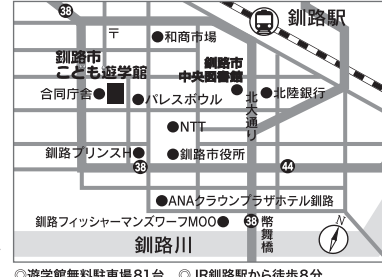 38
釧路駅
〒
和商市場
釧路市
こども遊学館
釧路市
中央図書館
合同庁舎
パレスボウル
北大通り
北陸銀行
NTT
釧路プリンスH
釧路市役所
38
44
ANAクラウンプラザホテル釧路
釧路フィッシャーマンズワーフMOO
38
幣舞橋
N
釧路川
◎遊学館無料駐車場81台 ◎JR釧路駅から徒歩8分